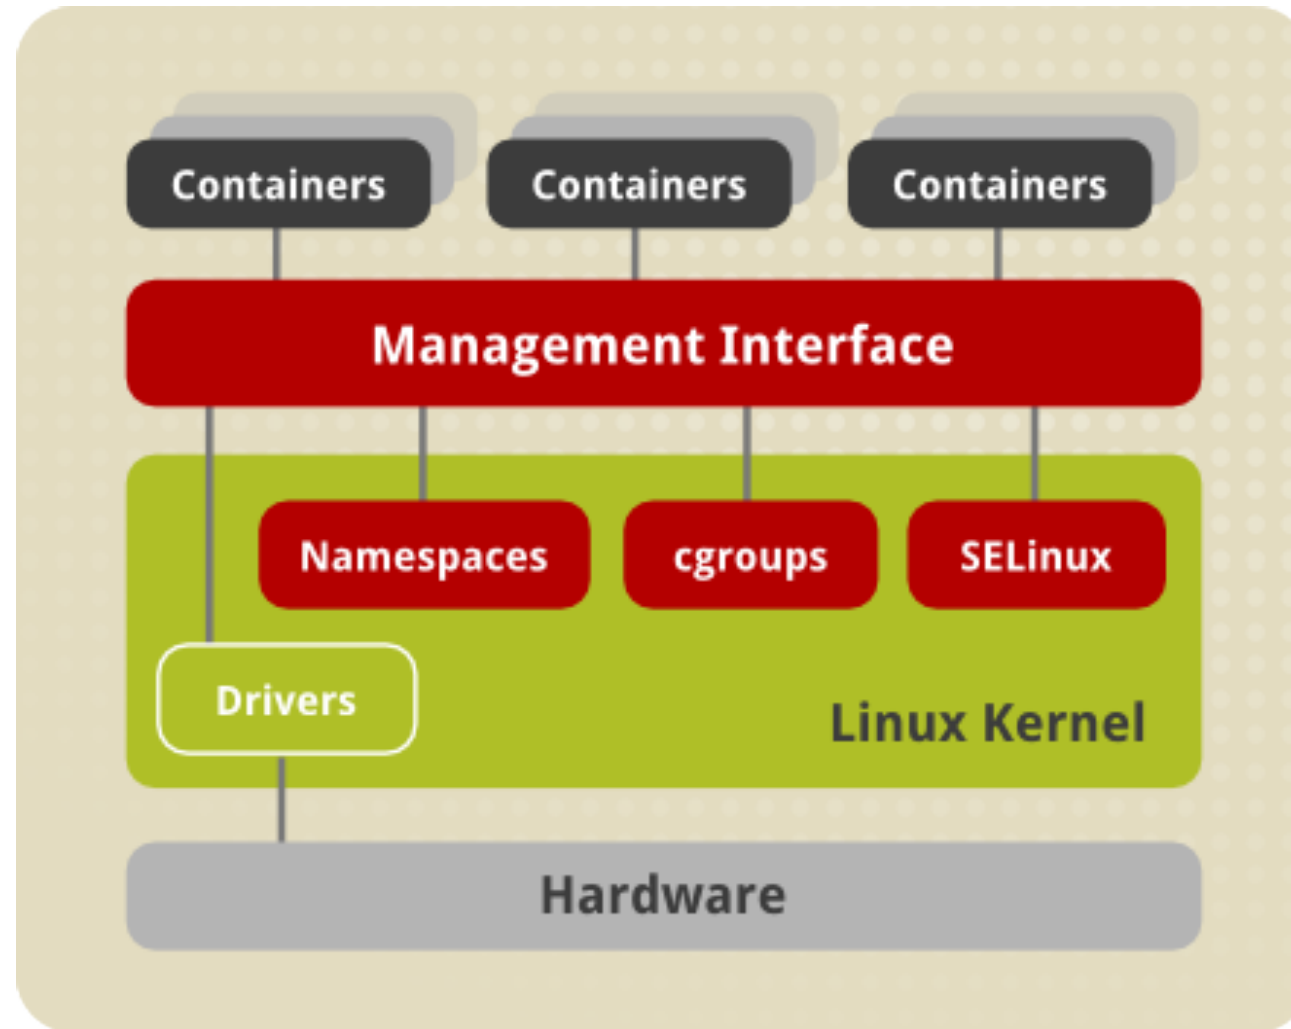 Containers
Containers
Containers
Management Interface
Namespaces
cgroups
SELinux
Drivers
Linux Kernel
Hardware